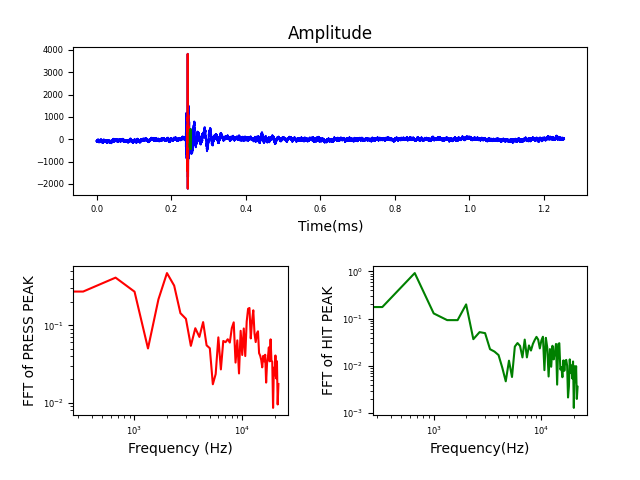 Amplitude
4000
3000
2000
1000
0
−1000
−2000
0.0 0.2 0.4 0.6 0.8 1.0 1.2
Time(ms)
FFT of PRESS PEAK
10⁻¹
10⁻²
10³ 10⁴
Frequency (Hz)
FFT of HIT PEAK
10⁰
10⁻¹
10⁻²
10⁻³
10³ 10⁴
Frequency(Hz)